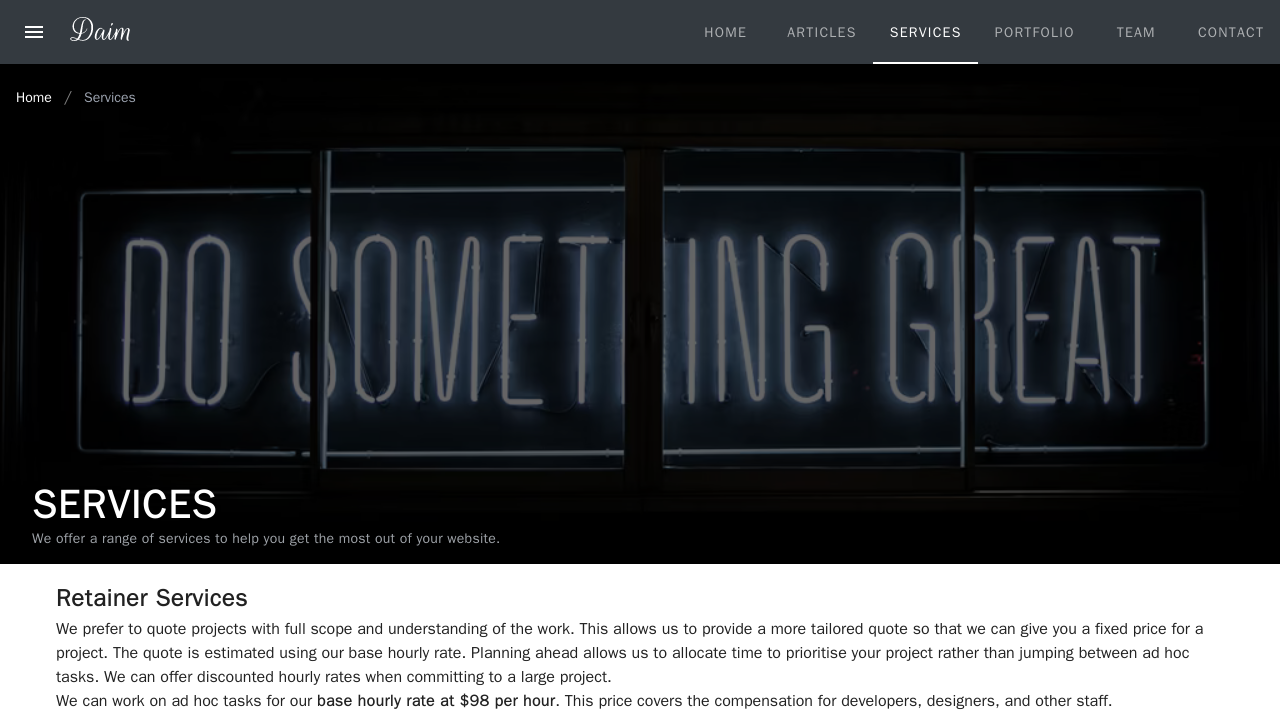 Daim
HOME ARTICLES SERVICES PORTFOLIO TEAM CONTACT
Home / Services
DO SOMETHING GREAT
SERVICES
We offer a range of services to help you get the most out of your website.
Retainer Services
We prefer to quote projects with full scope and understanding of the work. This allows us to provide a more tailored quote so that we can give you a fixed price for a
project. The quote is estimated using our base hourly rate. Planning ahead allows us to allocate time to prioritise your project rather than jumping between ad hoc
tasks. We can offer discounted hourly rates when committing to a large project.
We can work on ad hoc tasks for our base hourly rate at $98 per hour. This price covers the compensation for developers, designers, and other staff.